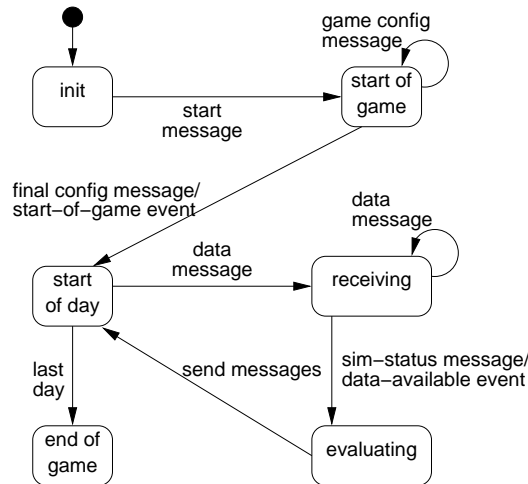 game config
message
init
start of
game
start
message
final config message/
start-of-game event
data
message
data
message
start
of day
receiving
last
day
send messages
sim-status message/
data-available event
end of
game
evaluating